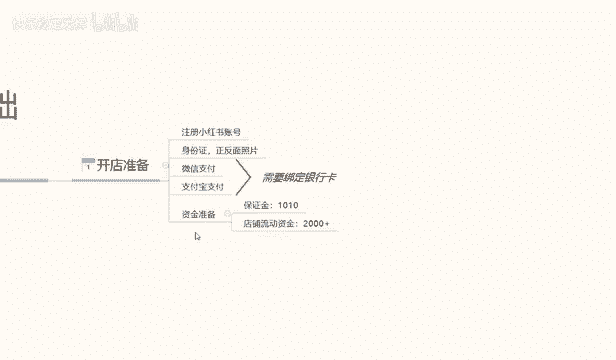 出
1 开店准备
注册小红书账号
身份证，正反面照片
微信支付
支付宝支付
需要绑定银行卡
资金准备
保证金：1010
店铺流动资金：2000+